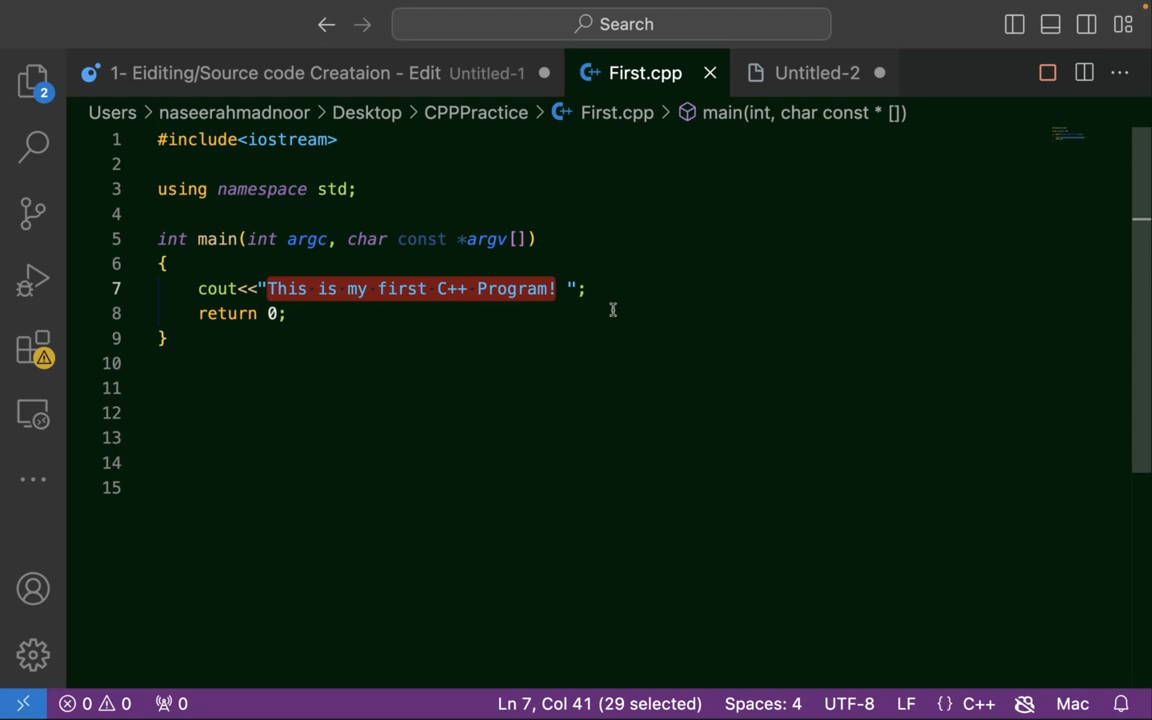 Search
1- Eiditing/Source code Creataion - Edit Untitled-1 First.cpp Untitled-2
2
Users > naseerahmadnoor > Desktop > CPPPractice > First.cpp > main(int, char const * [])
1 #include<iostream>
2
3 using namespace std;
4
5 int main(int argc, char const *argv[])
6 {
7 cout<<"This is my first C++ Program! ";
8 return 0;
9 }
10
11
12
13
14
15
0 0 0 Ln 7, Col 41 (29 selected) Spaces: 4 UTF-8 LF {} C++ Mac